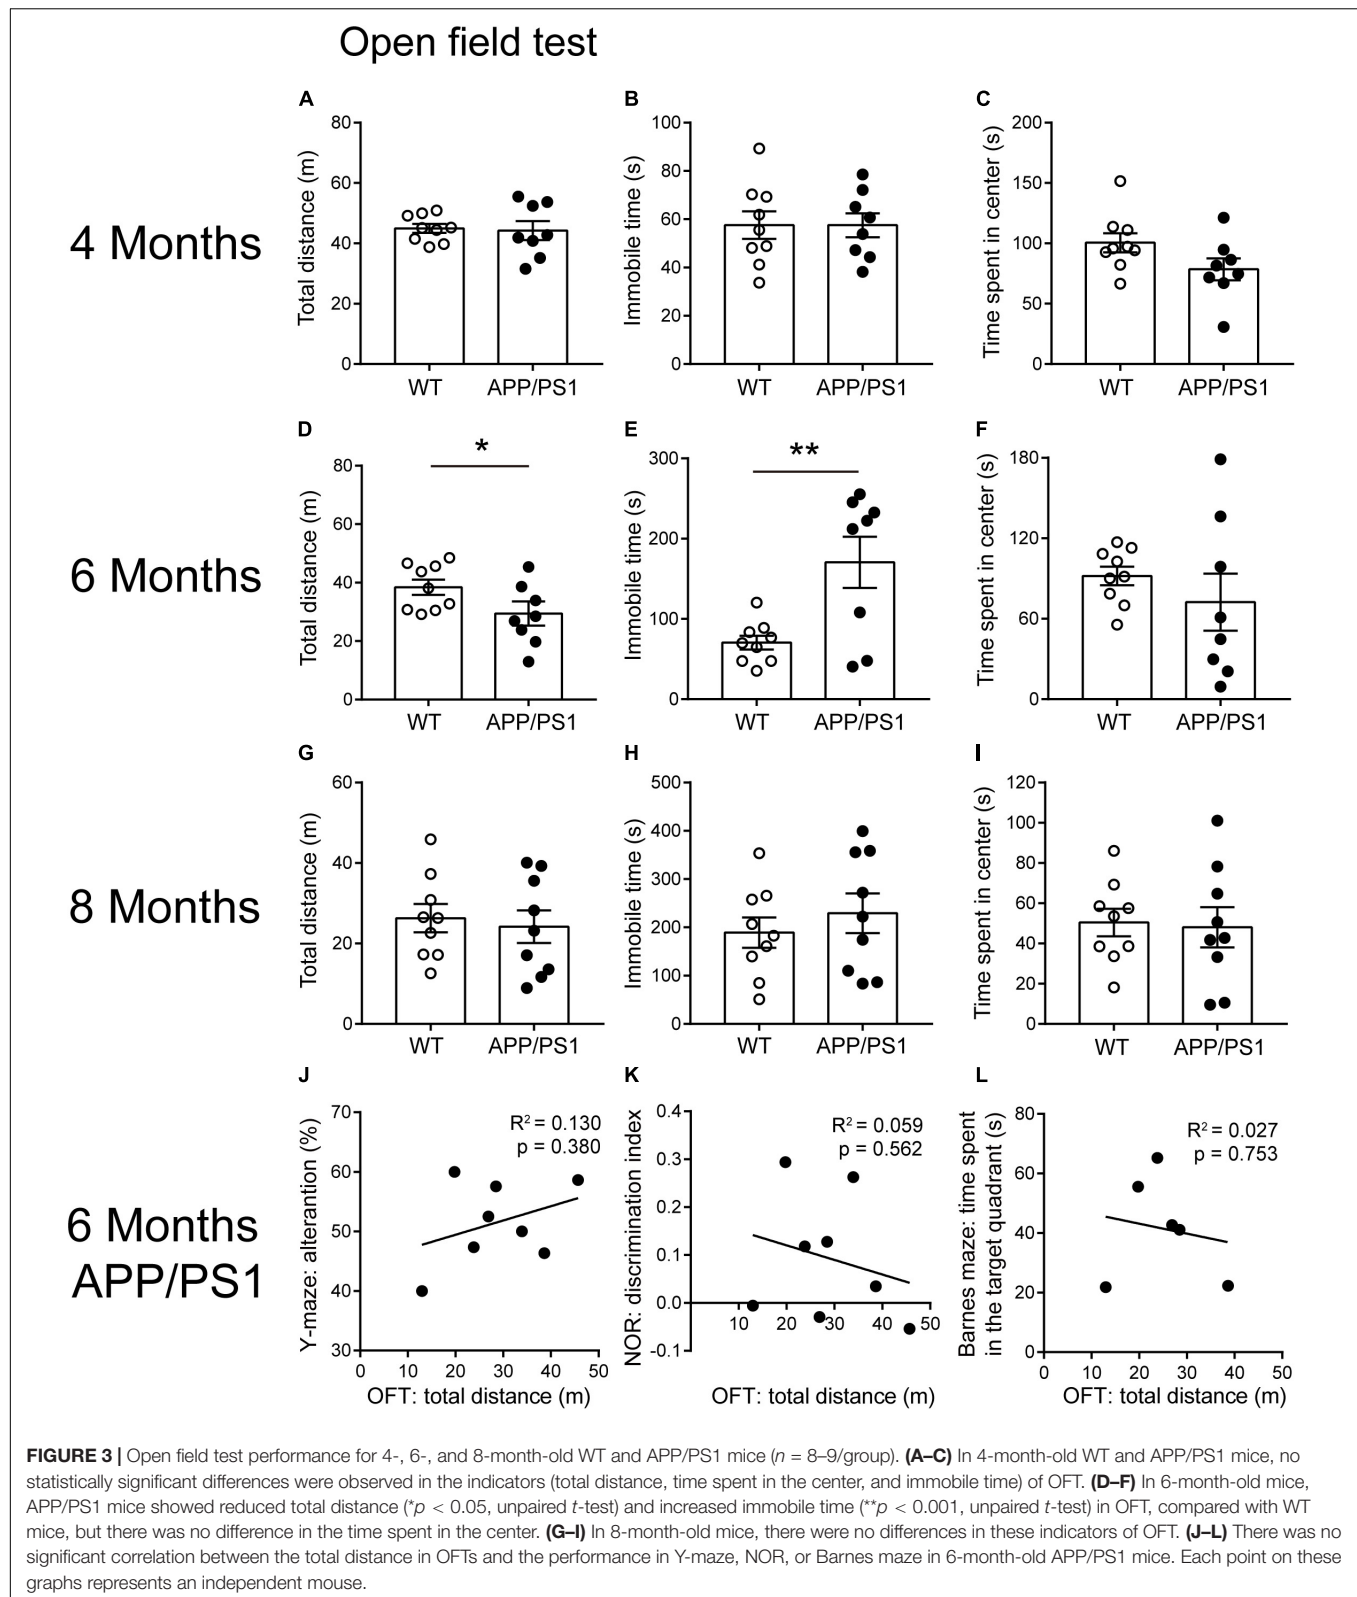 Open field test
4 Months
A
Total distance (m)
80
60
40
20
0
WT APP/PS1
B
Immobile time (s)
100
80
60
40
20
0
WT APP/PS1
C
Time spent in center (s)
200
150
100
50
0
WT APP/PS1
6 Months
D
Total distance (m)
80
60
40
20
0
*
WT APP/PS1
E
Immobile time (s)
300
200
100
0
**
WT APP/PS1
F
Time spent in center (s)
180
120
60
0
WT APP/PS1
8 Months
G
Total distance (m)
60
40
20
0
WT APP/PS1
H
Immobile time (s)
500
400
300
200
100
0
WT APP/PS1
I
Time spent in center (s)
120
100
80
60
40
20
0
WT APP/PS1
6 Months
APP/PS1
J
Y-maze: alterantion (%)
70
60
50
40
30
R² = 0.130
p = 0.380
0 10 20 30 40 50
OFT: total distance (m)
K
NOR: discrimination index
0.4
0.3
0.2
0.1
0.0
-0.1
R² = 0.059
p = 0.562
10 20 30 40 50
OFT: total distance (m)
L
Barnes maze: time spent
in the target quadrant (s)
80
60
40
20
0
R² = 0.027
p = 0.753
0 10 20 30 40 50
OFT: total distance (m)
FIGURE 3 | Open field test performance for 4-, 6-, and 8-month-old WT and APP/PS1 mice (n = 8–9/group). (A–C) In 4-month-old WT and APP/PS1 mice, no
statistically significant differences were observed in the indicators (total distance, time spent in the center, and immobile time) of OFT. (D–F) In 6-month-old mice,
APP/PS1 mice showed reduced total distance (*p < 0.05, unpaired t-test) and increased immobile time (**p < 0.001, unpaired t-test) in OFT, compared with WT
mice, but there was no difference in the time spent in the center. (G–I) In 8-month-old mice, there were no differences in these indicators of OFT. (J–L) There was no
significant correlation between the total distance in OFTs and the performance in Y-maze, NOR, or Barnes maze in 6-month-old APP/PS1 mice. Each point on these
graphs represents an independent mouse.